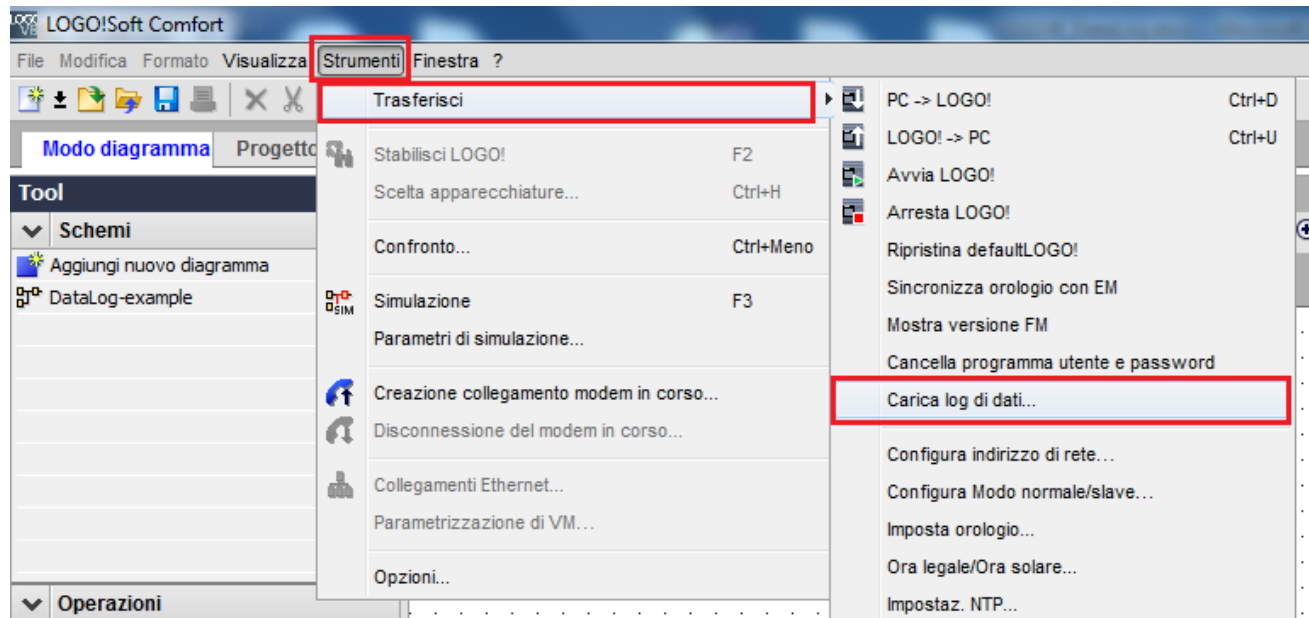 LOGO!Soft Comfort
File Modifica Formato Visualizza Strumenti Finestra ?
Modo diagramma Progetto
Tool
Schemi
Aggiungi nuovo diagramma
DataLog-example
Operazioni
Trasferisci
Stabilisci LOGO! F2
Scelta apparecchiature... Ctrl+H
Confronto... Ctrl+Meno
Simulazione F3
Parametri di simulazione...
Creazione collegamento modem in corso...
Disconnessione del modem in corso...
Collegamenti Ethernet...
Parametrizzazione di VM...
Opzioni...
PC -> LOGO! Ctrl+D
LOGO! -> PC Ctrl+U
Avvia LOGO!
Arresta LOGO!
Ripristina defaultLOGO!
Sincronizza orologio con EM
Mostra versione FM
Cancella programma utente e password
Carica log di dati...
Configura indirizzo di rete...
Configura Modo normale/slave...
Imposta orologio...
Ora legale/Ora solare...
Impostaz. NTP...